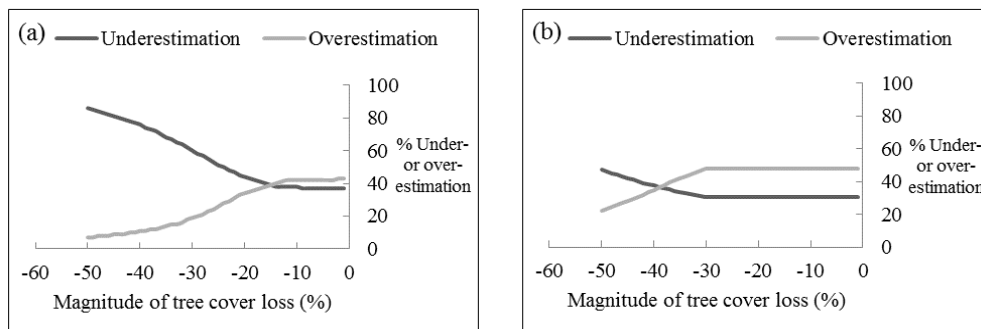 (a)
Underestimation
Overestimation
100
80
60
40
20
0
% Under-
or over-
estimation
-60 -50 -40 -30 -20 -10 0
Magnitude of tree cover loss (%)
(b)
Underestimation
Overestimation
100
80
60
40
20
0
% Under-
or over-
estimation
-60 -50 -40 -30 -20 -10 0
Magnitude of tree cover loss (%)